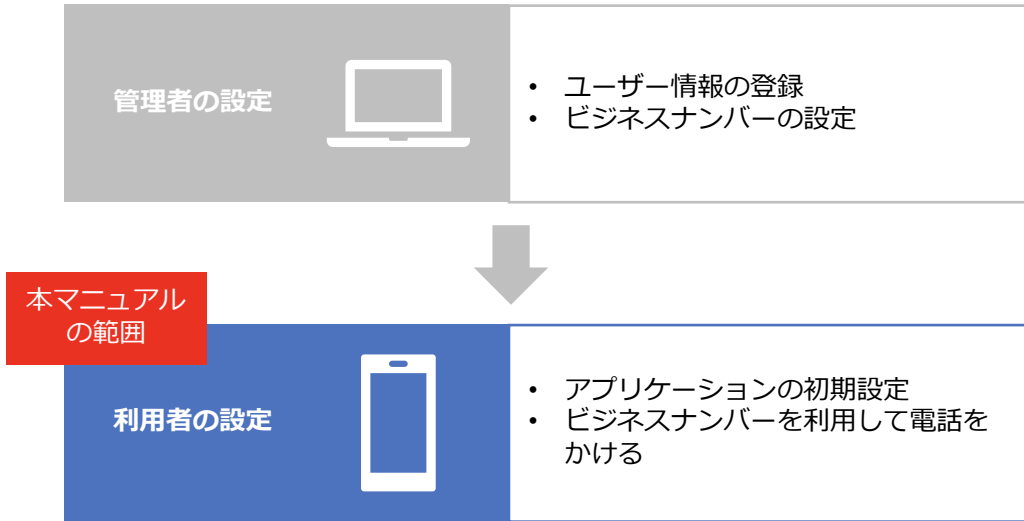 管理者の設定
• ユーザー情報の登録
• ビジネスナンバーの設定
本マニュアル
の範囲
利用者の設定
• アプリケーションの初期設定
• ビジネスナンバーを利用して電話を
かける